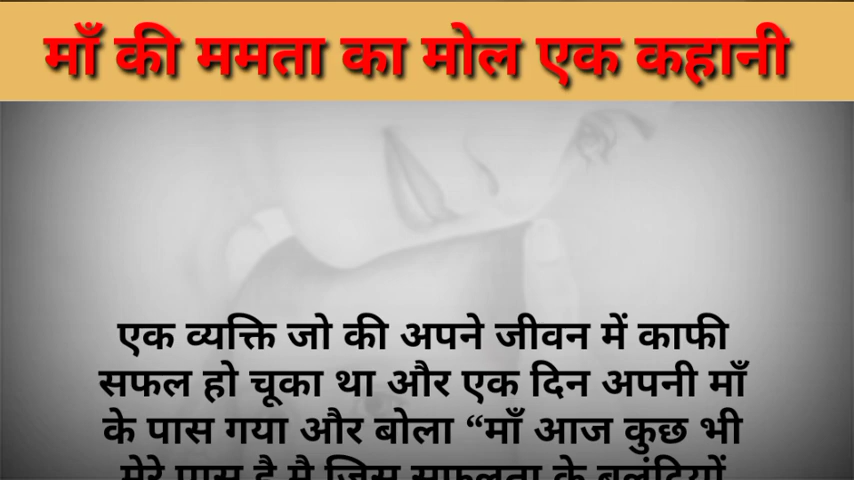 माँ की ममता का मोल एक कहानी
एक व्यक्ति जो की अपने जीवन में काफी
सफल हो चूका था और एक दिन अपनी माँ
के पास गया और बोला “माँ आज कुछ भी
मेरे पास है मै जिस सफलता के बुलंदियों